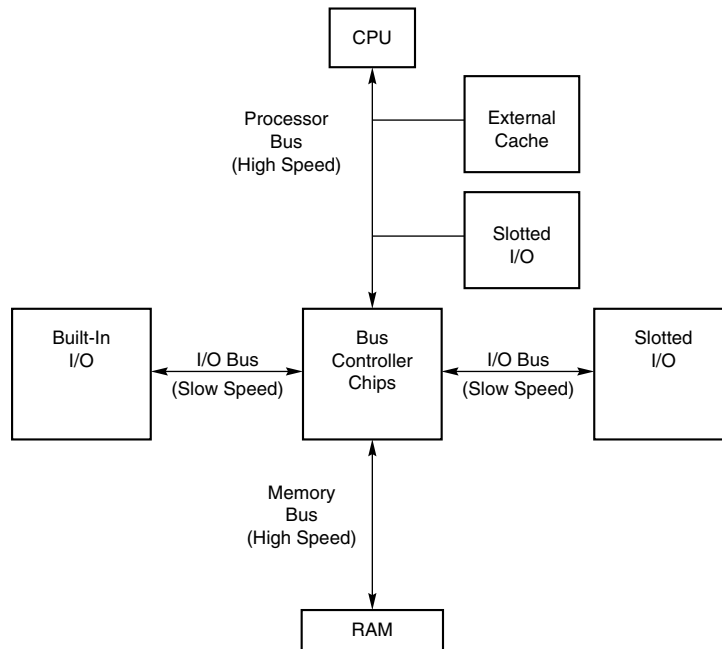 CPU
Processor
Bus
(High Speed)
External
Cache
Slotted
I/O
Built-In
I/O
I/O Bus
(Slow Speed)
Bus
Controller
Chips
I/O Bus
(Slow Speed)
Slotted
I/O
Memory
Bus
(High Speed)
RAM